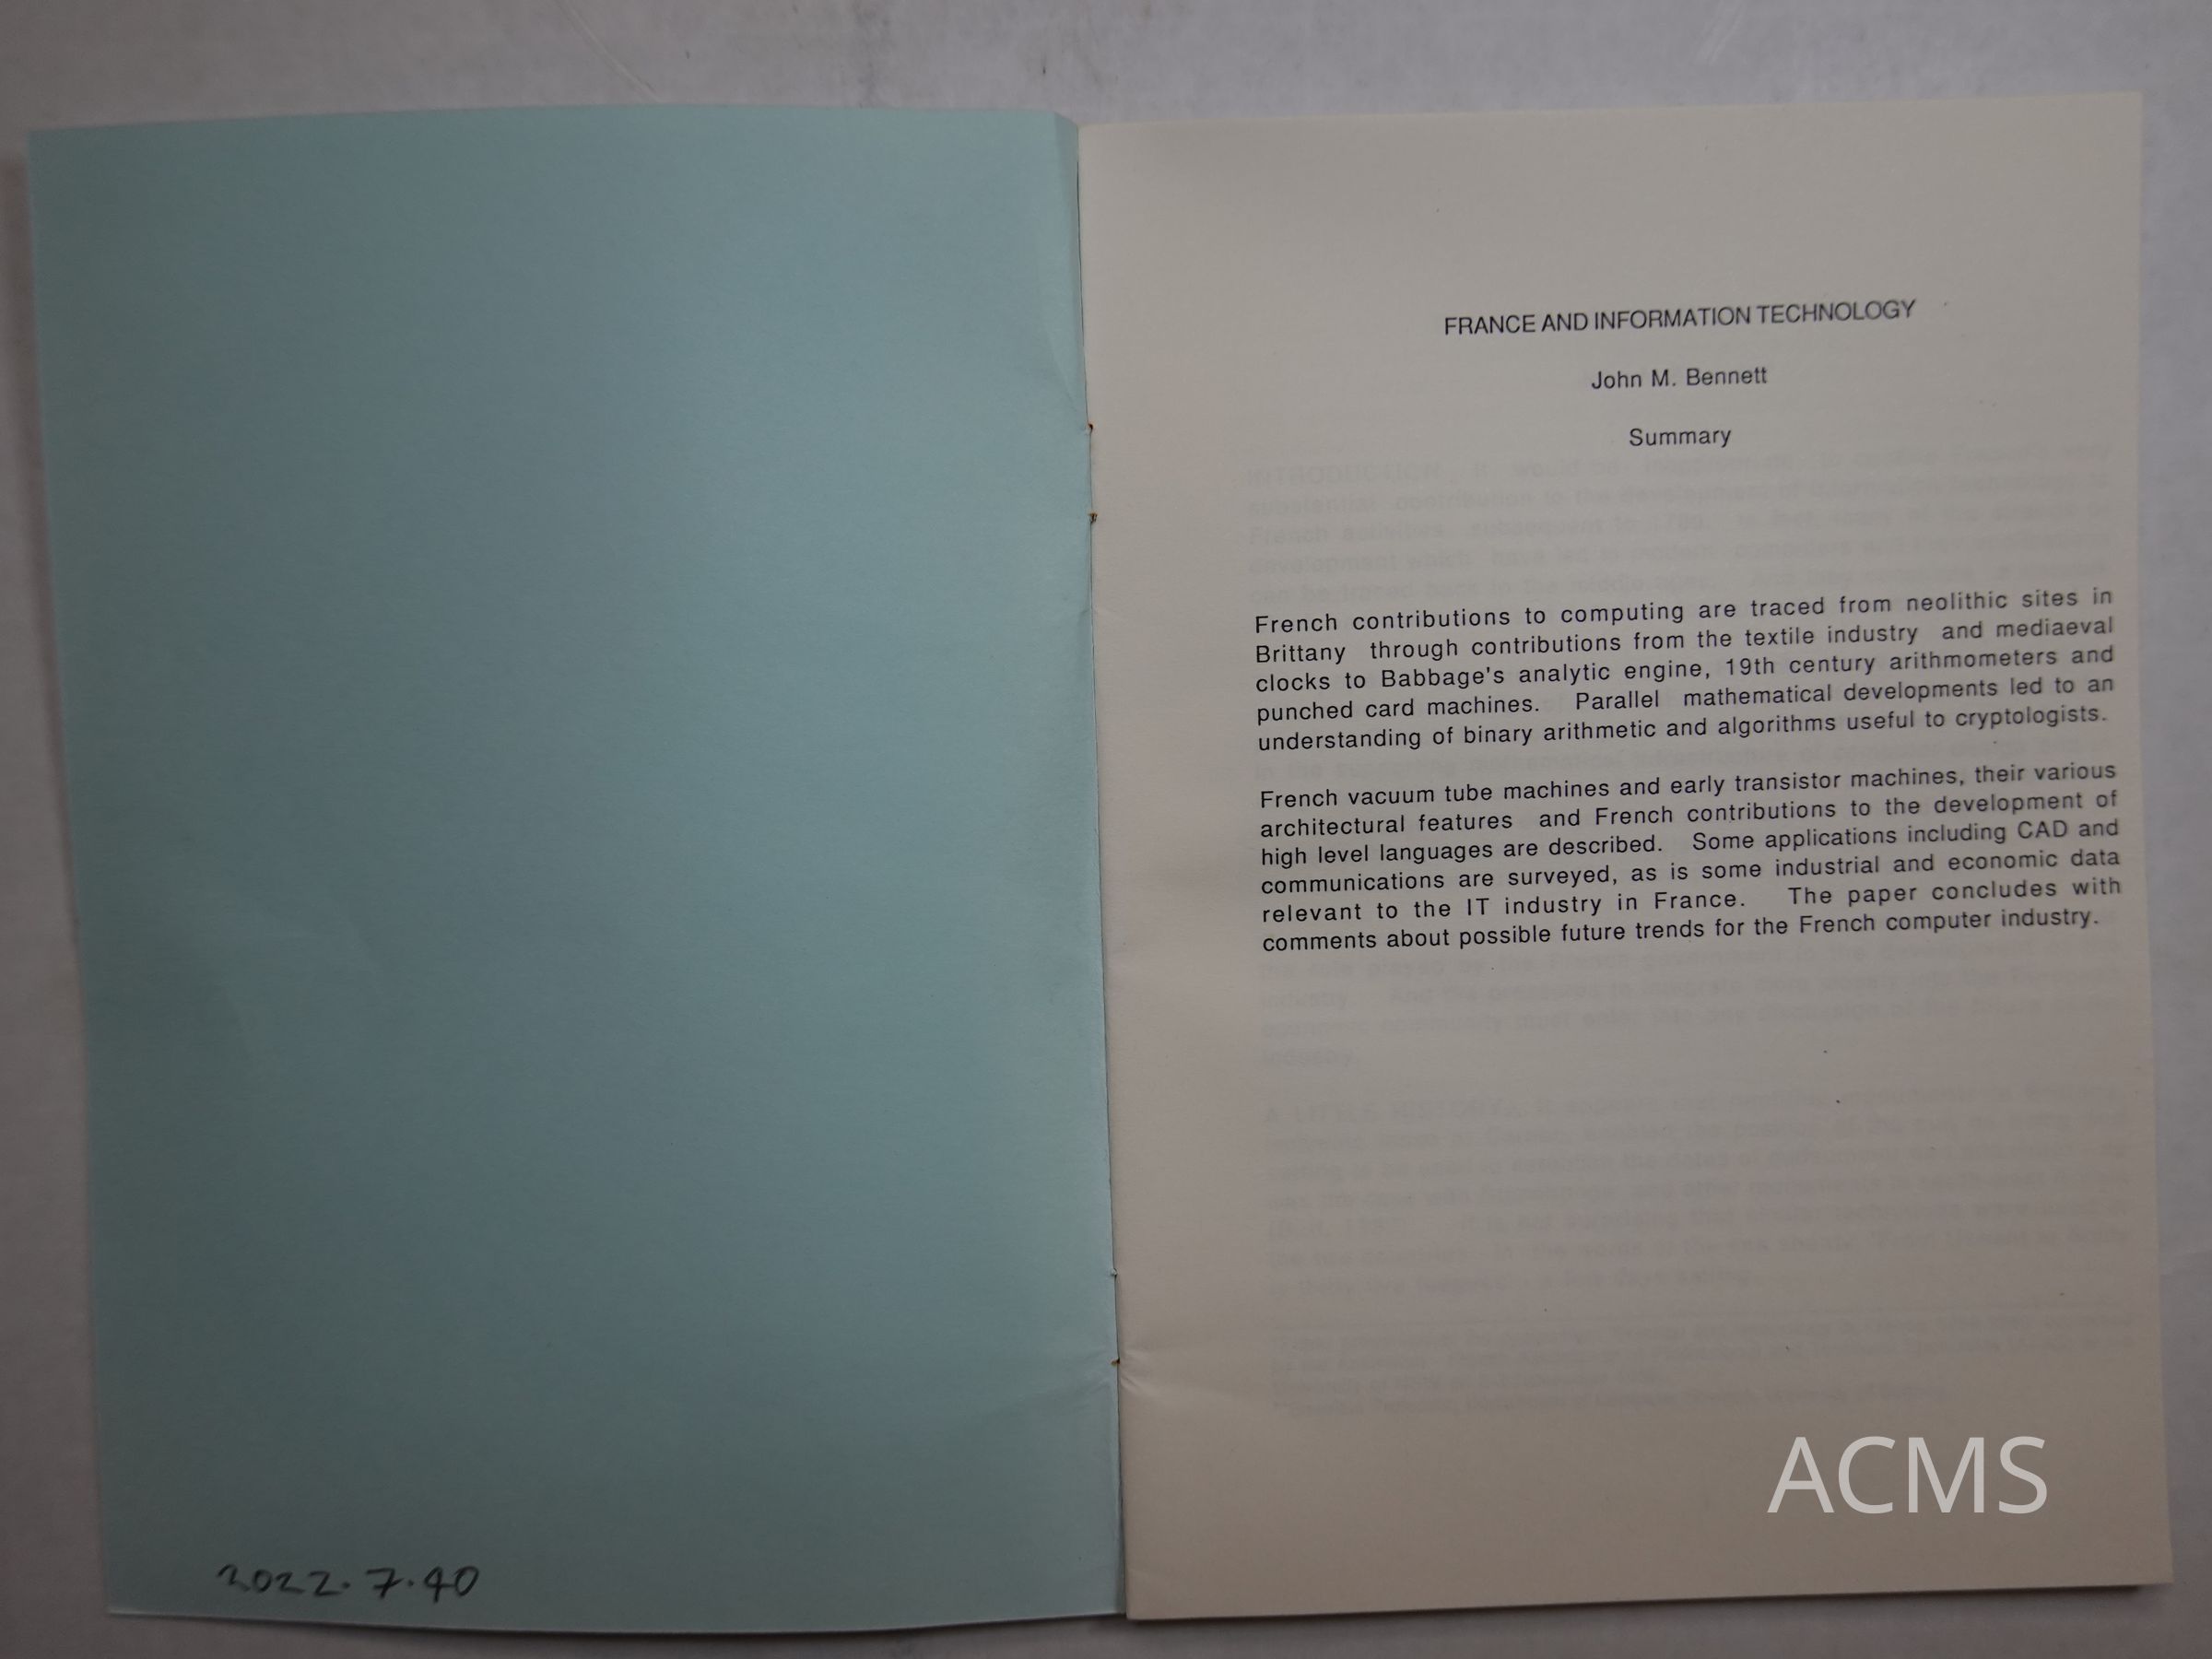 FRANCE AND INFORMATION TECHNOLOGY
John M. Bennett
Summary
French contributions to computing are traced from neolithic sites in
Brittany through contributions from the textile industry and mediaeval
clocks to Babbage's analytic engine, 19th century arithmometers and
punched card machines. Parallel mathematical developments led to an
understanding of binary arithmetic and algorithms useful to cryptologists.
French vacuum tube machines and early transistor machines, their various
architectural features and French contributions to the development of
high level languages are described. Some applications including CAD and
communications are surveyed, as is some industrial and economic data
relevant to the IT industry in France. The paper concludes with
comments about possible future trends for the French computer industry.
2022.7.40
ACMS